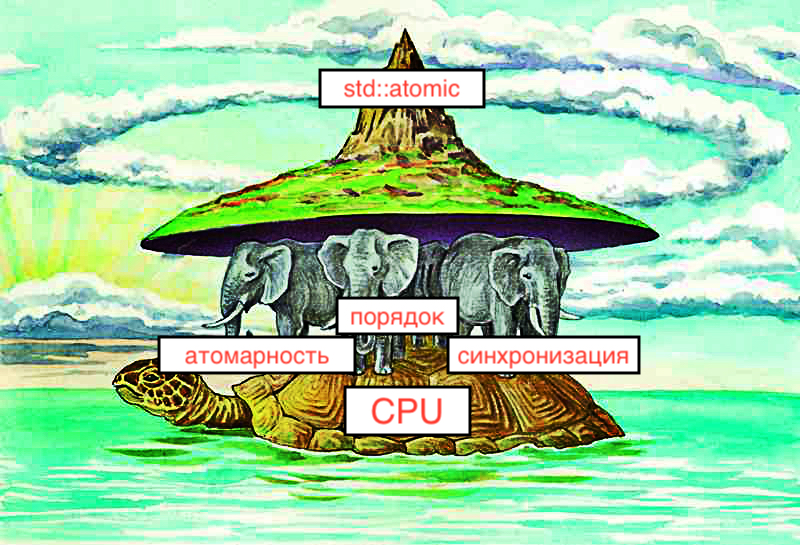 std::atomic
порядок
атомарность
синхронизация
CPU